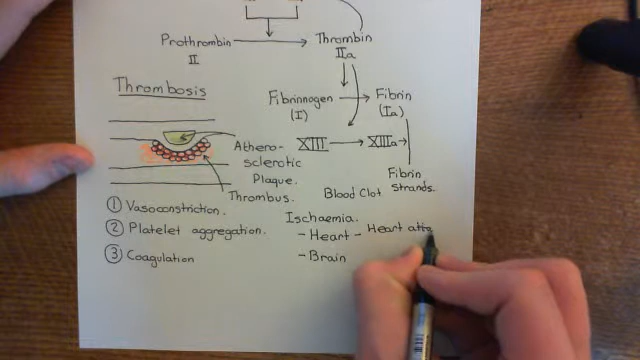 Prothrombin
II
Thrombin
IIa
Thrombosis
Fibrinnogen
(I)
Fibrin
(Ia)
XIII
XIIIa
Fibrin
strands.
Blood Clot
Athero-
sclerotic
Plaque.
Thrombus.
① Vasoconstriction.
② Platelet aggregation.
③ Coagulation
Ischaemia.
- Heart - Heart atta
- Brain